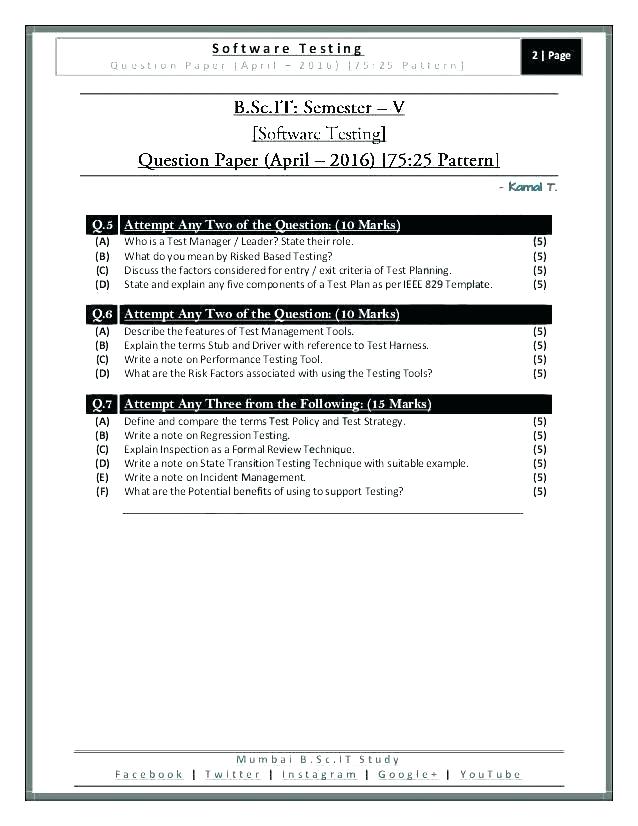 Software Testing
Question Paper (April – 2016) [75:25 Pattern]
2 | Page
B.Sc.IT: Semester – V
[Software Testing]
Question Paper (April – 2016) [75:25 Pattern]
- Kamal T.
Q.5 Attempt Any Two of the Question: (10 Marks)
(A) Who is a Test Manager / Leader? State their role. (5)
(B) What do you mean by Risked Based Testing? (5)
(C) Discuss the factors considered for entry / exit criteria of Test Planning. (5)
(D) State and explain any five components of a Test Plan as per IEEE 829 Template. (5)
Q.6 Attempt Any Two of the Question: (10 Marks)
(A) Describe the features of Test Management Tools. (5)
(B) Explain the terms Stub and Driver with reference to Test Harness. (5)
(C) Write a note on Performance Testing Tool. (5)
(D) What are the Risk Factors associated with using the Testing Tools? (5)
Q.7 Attempt Any Three from the Following: (15 Marks)
(A) Define and compare the terms Test Policy and Test Strategy. (5)
(B) Write a note on Regression Testing. (5)
(C) Explain Inspection as a Formal Review Technique. (5)
(D) Write a note on State Transition Testing Technique with suitable example. (5)
(E) Write a note on Incident Management. (5)
(F) What are the Potential benefits of using to support Testing? (5)
Mumbai B.Sc.IT Study
Facebook | Twitter | Instagram | Google+ | YouTube